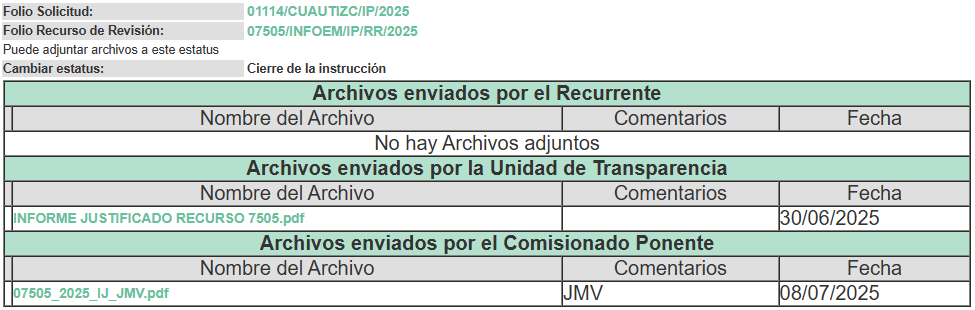 Folio Solicitud: 01114/CUAUTIZC/IP/2025
Folio Recurso de Revisión: 07505/INFOEM/IP/RR/2025
Puede adjuntar archivos a este estatus
Cambiar estatus: Cierre de la instrucción
Archivos enviados por el Recurrente
Nombre del Archivo Comentarios Fecha
No hay Archivos adjuntos
Archivos enviados por la Unidad de Transparencia
Nombre del Archivo Comentarios Fecha
INFORME JUSTIFICADO RECURSO 7505.pdf 30/06/2025
Archivos enviados por el Comisionado Ponente
Nombre del Archivo Comentarios Fecha
07505_2025_IJ_JMV.pdf JMV 08/07/2025